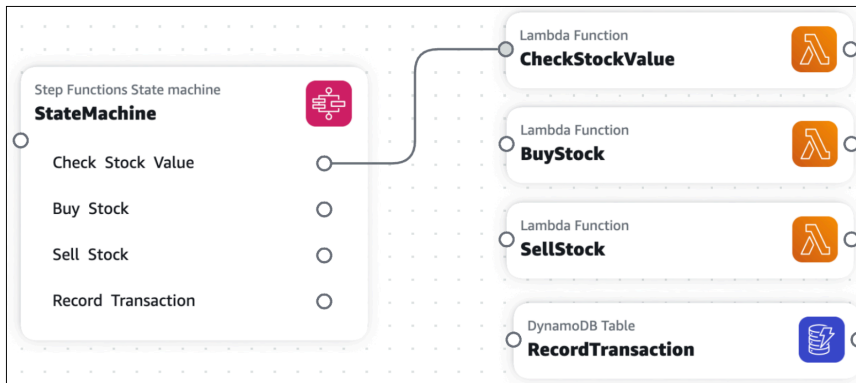 Step Functions State machine
StateMachine
Check Stock Value
Buy Stock
Sell Stock
Record Transaction
Lambda Function
CheckStockValue
Lambda Function
BuyStock
Lambda Function
SellStock
DynamoDB Table
RecordTransaction